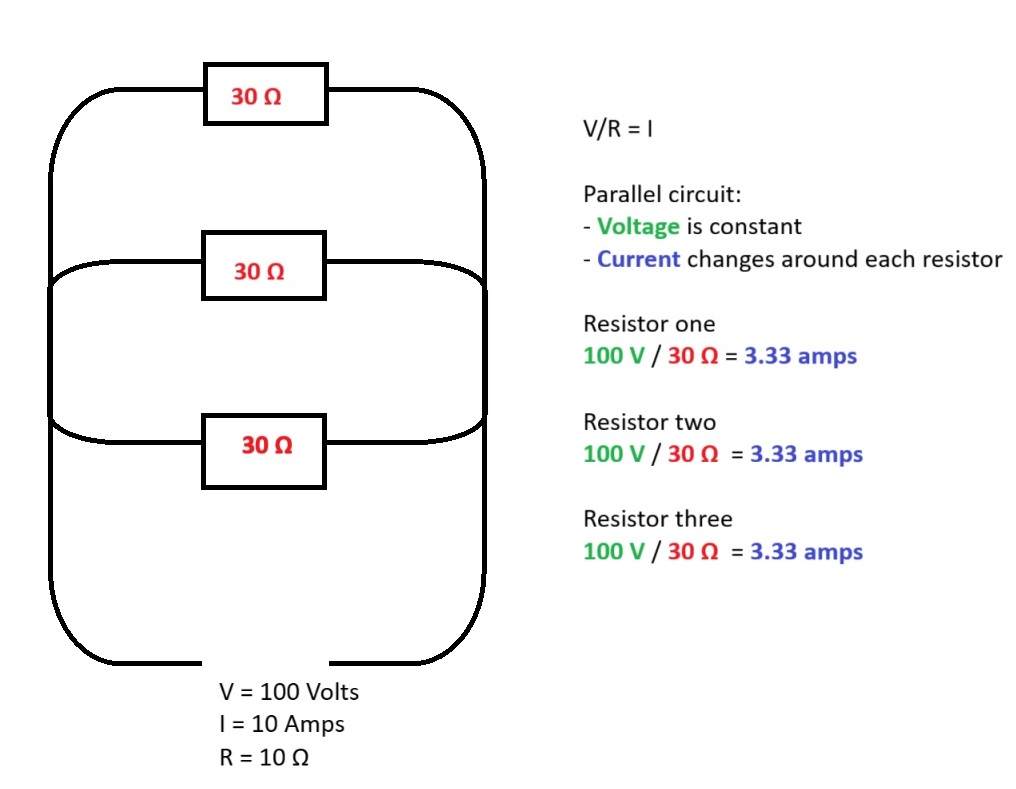 30 Ω
30 Ω
30 Ω
V = 100 Volts
I = 10 Amps
R = 10 Ω
V/R = I
Parallel circuit:
- Voltage is constant
- Current changes around each resistor
Resistor one
100 V / 30 Ω = 3.33 amps
Resistor two
100 V / 30 Ω = 3.33 amps
Resistor three
100 V / 30 Ω = 3.33 amps